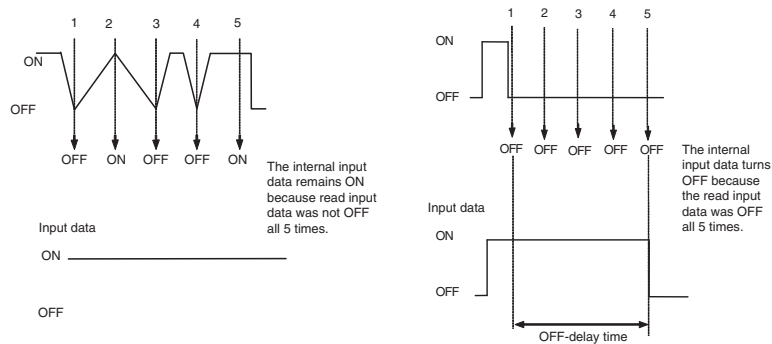 1 2 3 4 5
ON
OFF
OFF ON OFF OFF ON
The internal input
data remains ON
because read input
data was not OFF
all 5 times.
Input data
ON
OFF
1 2 3 4 5
ON
OFF
OFF OFF OFF OFF OFF
The internal
input data turns
OFF because
the read input
data was OFF
all 5 times.
Input data
ON
OFF
OFF-delay time